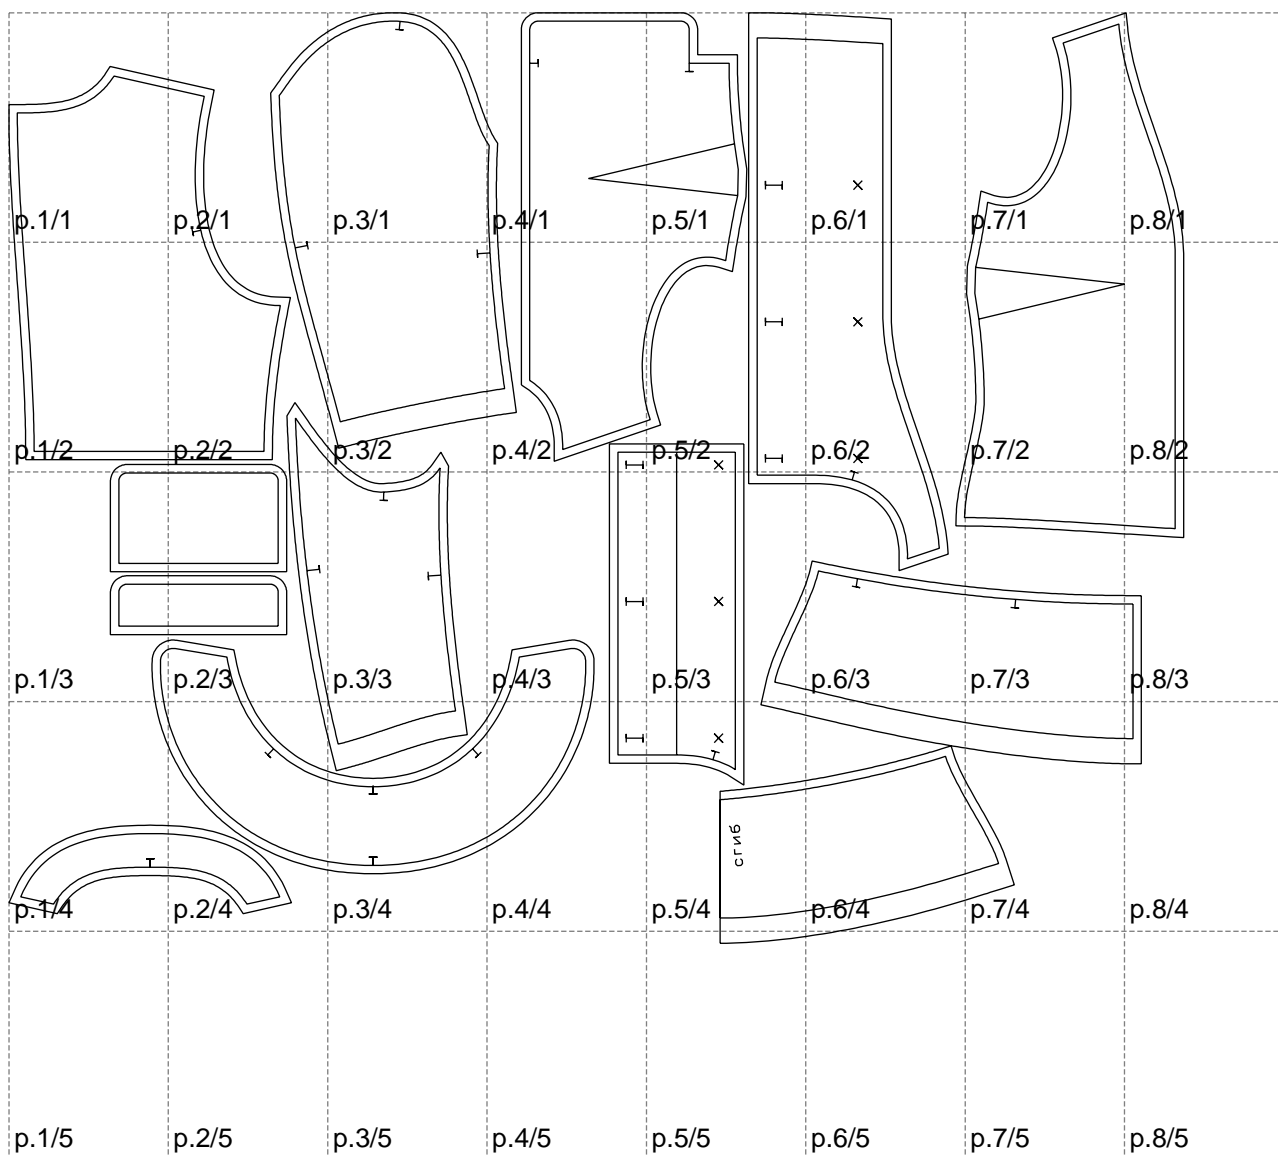 p.1/1 p.2/1 p.3/1 p.4/1 p.5/1 p.6/1 p.7/1 p.8/1
p.1/2 p.2/2 p.3/2 p.4/2 p.5/2 p.6/2 p.7/2 p.8/2
p.1/3 p.2/3 p.3/3 p.4/3 p.5/3 p.6/3 p.7/3 p.8/3
сгиб
p.1/4 p.2/4 p.3/4 p.4/4 p.5/4 p.6/4 p.7/4 p.8/4
p.1/5 p.2/5 p.3/5 p.4/5 p.5/5 p.6/5 p.7/5 p.8/5